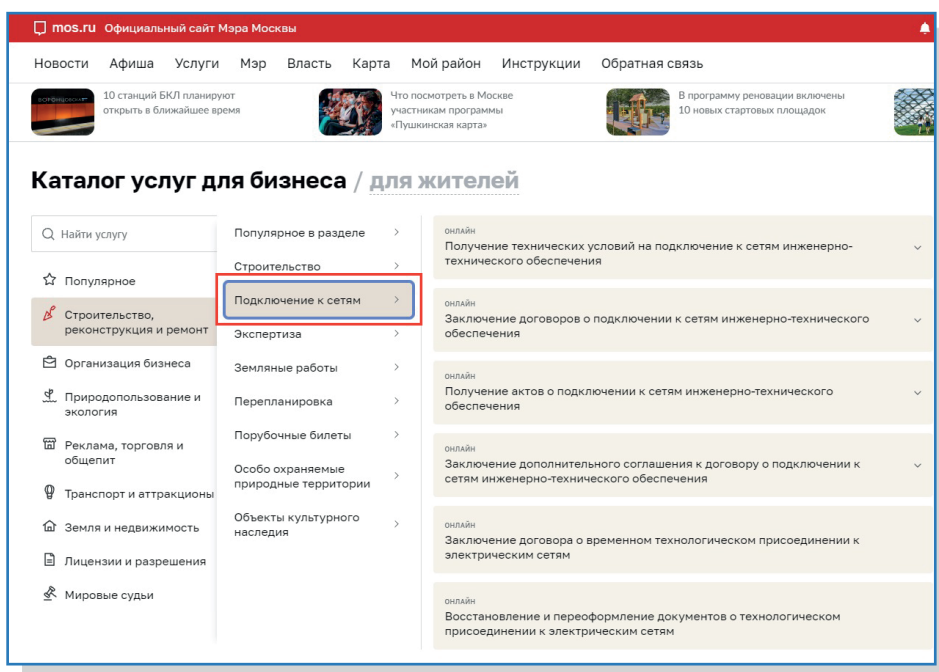 mos.ru Официальный сайт Мэра Москвы
Новости Афиша Услуги Мэр Власть Карта Мой район Инструкции Обратная связь
10 станций БКЛ планируют
открыть в ближайшее время
Что посмотреть в Москве
участникам программы
«Пушкинская карта»
В программу реновации включены
10 новых стартовых площадок
Каталог услуг для бизнеса / для жителей
Найти услугу
Популярное
Строительство,
реконструкция и ремонт
Организация бизнеса
Природопользование и
экология
Реклама, торговля и
общепит
Транспорт и аттракционы
Земля и недвижимость
Лицензии и разрешения
Мировые судьи
Популярное в разделе
Строительство
Подключение к сетям
Экспертиза
Земляные работы
Перепланировка
Порубочные билеты
Особо охраняемые
природные территории
Объекты культурного
наследия
онлайн
Получение технических условий на подключение к сетям инженерно-
технического обеспечения
онлайн
Заключение договоров о подключении к сетям инженерно-технического
обеспечения
онлайн
Получение актов о подключении к сетям инженерно-технического
обеспечения
онлайн
Заключение дополнительного соглашения к договору о подключении к
сетям инженерно-технического обеспечения
онлайн
Заключение договора о временном технологическом присоединении к
электрическим сетям
онлайн
Восстановление и переоформление документов о технологическом
присоединении к электрическим сетям